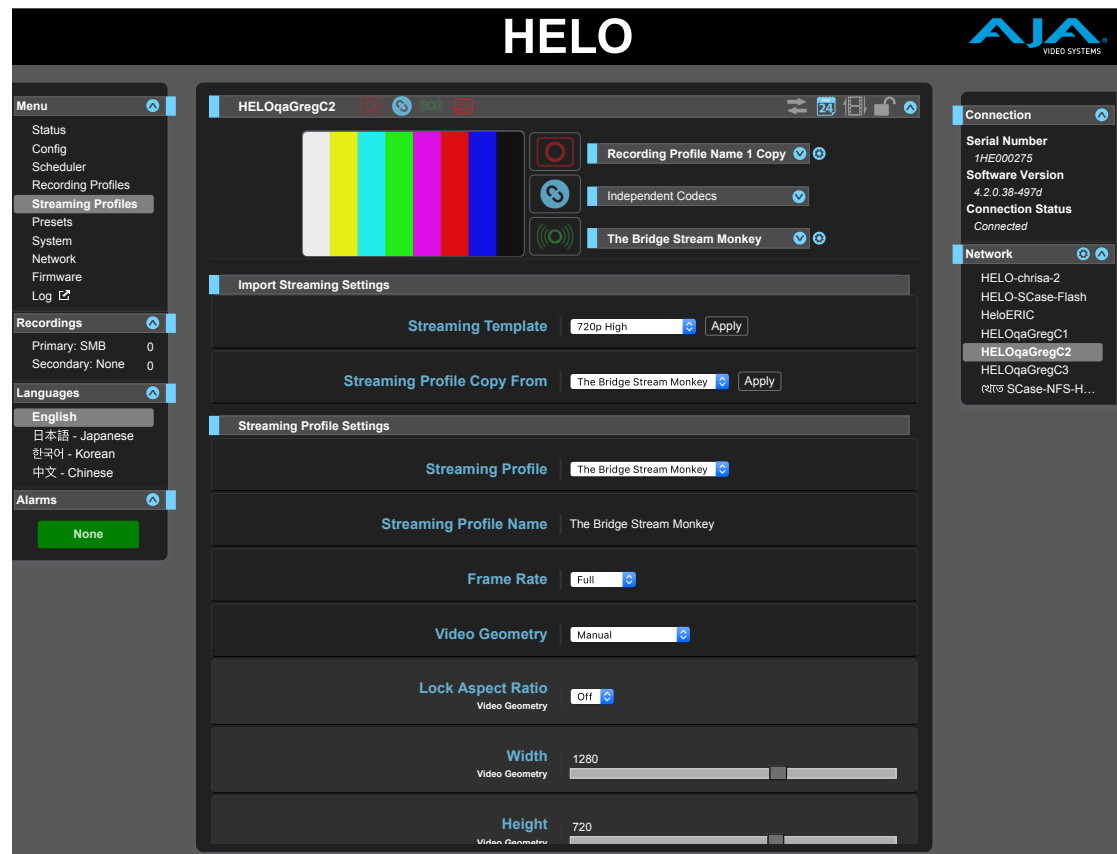 HELO
AJA
VIDEO SYSTEMS
Menu
Status
Config
Scheduler
Recording Profiles
Streaming Profiles
Presets
System
Network
Firmware
Log
Recordings
Primary: SMB 0
Secondary: None 0
Languages
English
日本語 - Japanese
한국어 - Korean
中文 - Chinese
Alarms
None
HELOqaGregC2
24
Recording Profile Name 1 Copy
Independent Codecs
The Bridge Stream Monkey
Import Streaming Settings
Streaming Template 720p High Apply
Streaming Profile Copy From The Bridge Stream Monkey Apply
Streaming Profile Settings
Streaming Profile The Bridge Stream Monkey
Streaming Profile Name The Bridge Stream Monkey
Frame Rate Full
Video Geometry Manual
Lock Aspect Ratio Off
Video Geometry
Width 1280
Video Geometry
Height 720
Video Geometry
Connection
Serial Number
1HE000275
Software Version
4.2.0.38-497d
Connection Status
Connected
Network
HELO-chrisa-2
HELO-SCase-Flash
HeloERIC
HELOqaGregC1
HELOqaGregC2
HELOqaGregC3
SCase-NFS-H...